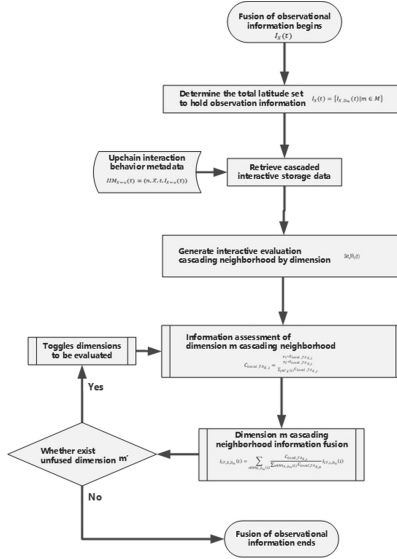 Fusion of observational
information begins
Determine the total latitude set
to hold observation information
Upchain interaction
behavior metadata
Retrieve cascaded
interactive storage data
Generate interactive evaluation
cascading neighborhood by dimension
Toggles dimensions
to be evaluated
Information assessment of
dimension m cascading neighborhood
Yes
Whether exist
unfused dimension m′
Dimension m cascading
neighborhood information fusion
No
Fusion of observational
information ends